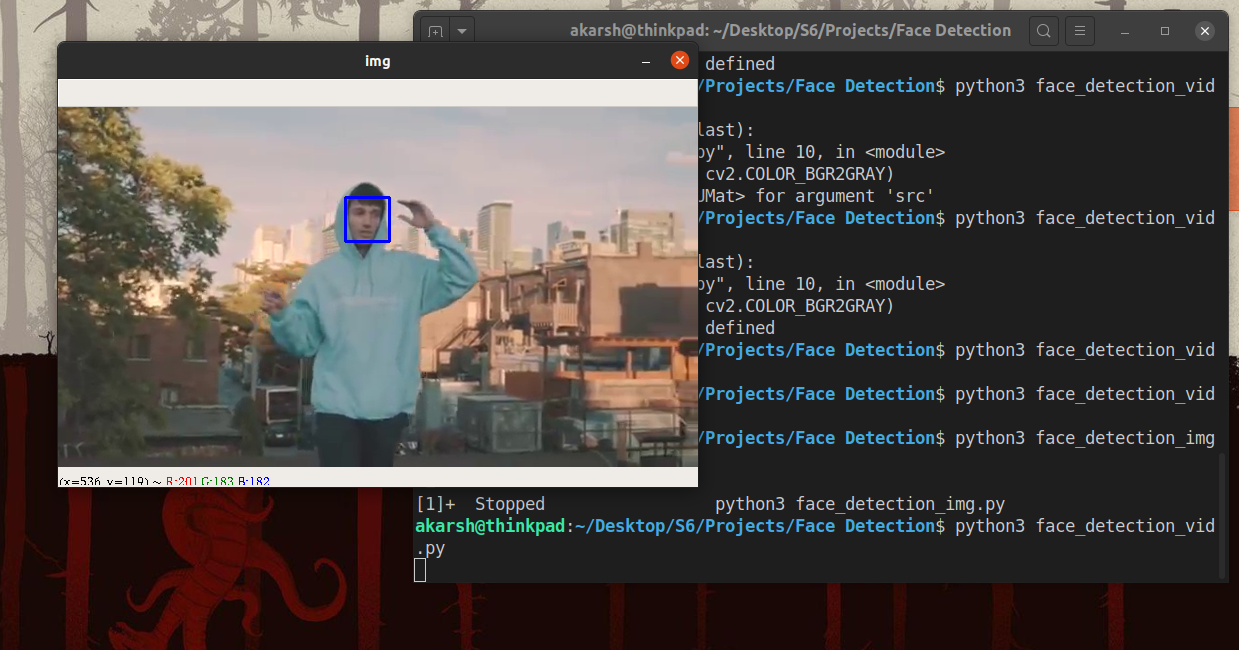 akarsh@thinkpad: ~/Desktop/S6/Projects/Face Detection
img
defined
/Projects/Face Detection$ python3 face_detection_vid
last):
py", line 10, in <module>
cv2.COLOR_BGR2GRAY)
UMat> for argument 'src'
/Projects/Face Detection$ python3 face_detection_vid
last):
py", line 10, in <module>
cv2.COLOR_BGR2GRAY)
defined
/Projects/Face Detection$ python3 face_detection_vid
/Projects/Face Detection$ python3 face_detection_vid
/Projects/Face Detection$ python3 face_detection_img
(x=536, y=119) ~ R:201 G:183 B:182
[1]+  Stopped                 python3 face_detection_img.py
akarsh@thinkpad:~/Desktop/S6/Projects/Face Detection$ python3 face_detection_vid
.py